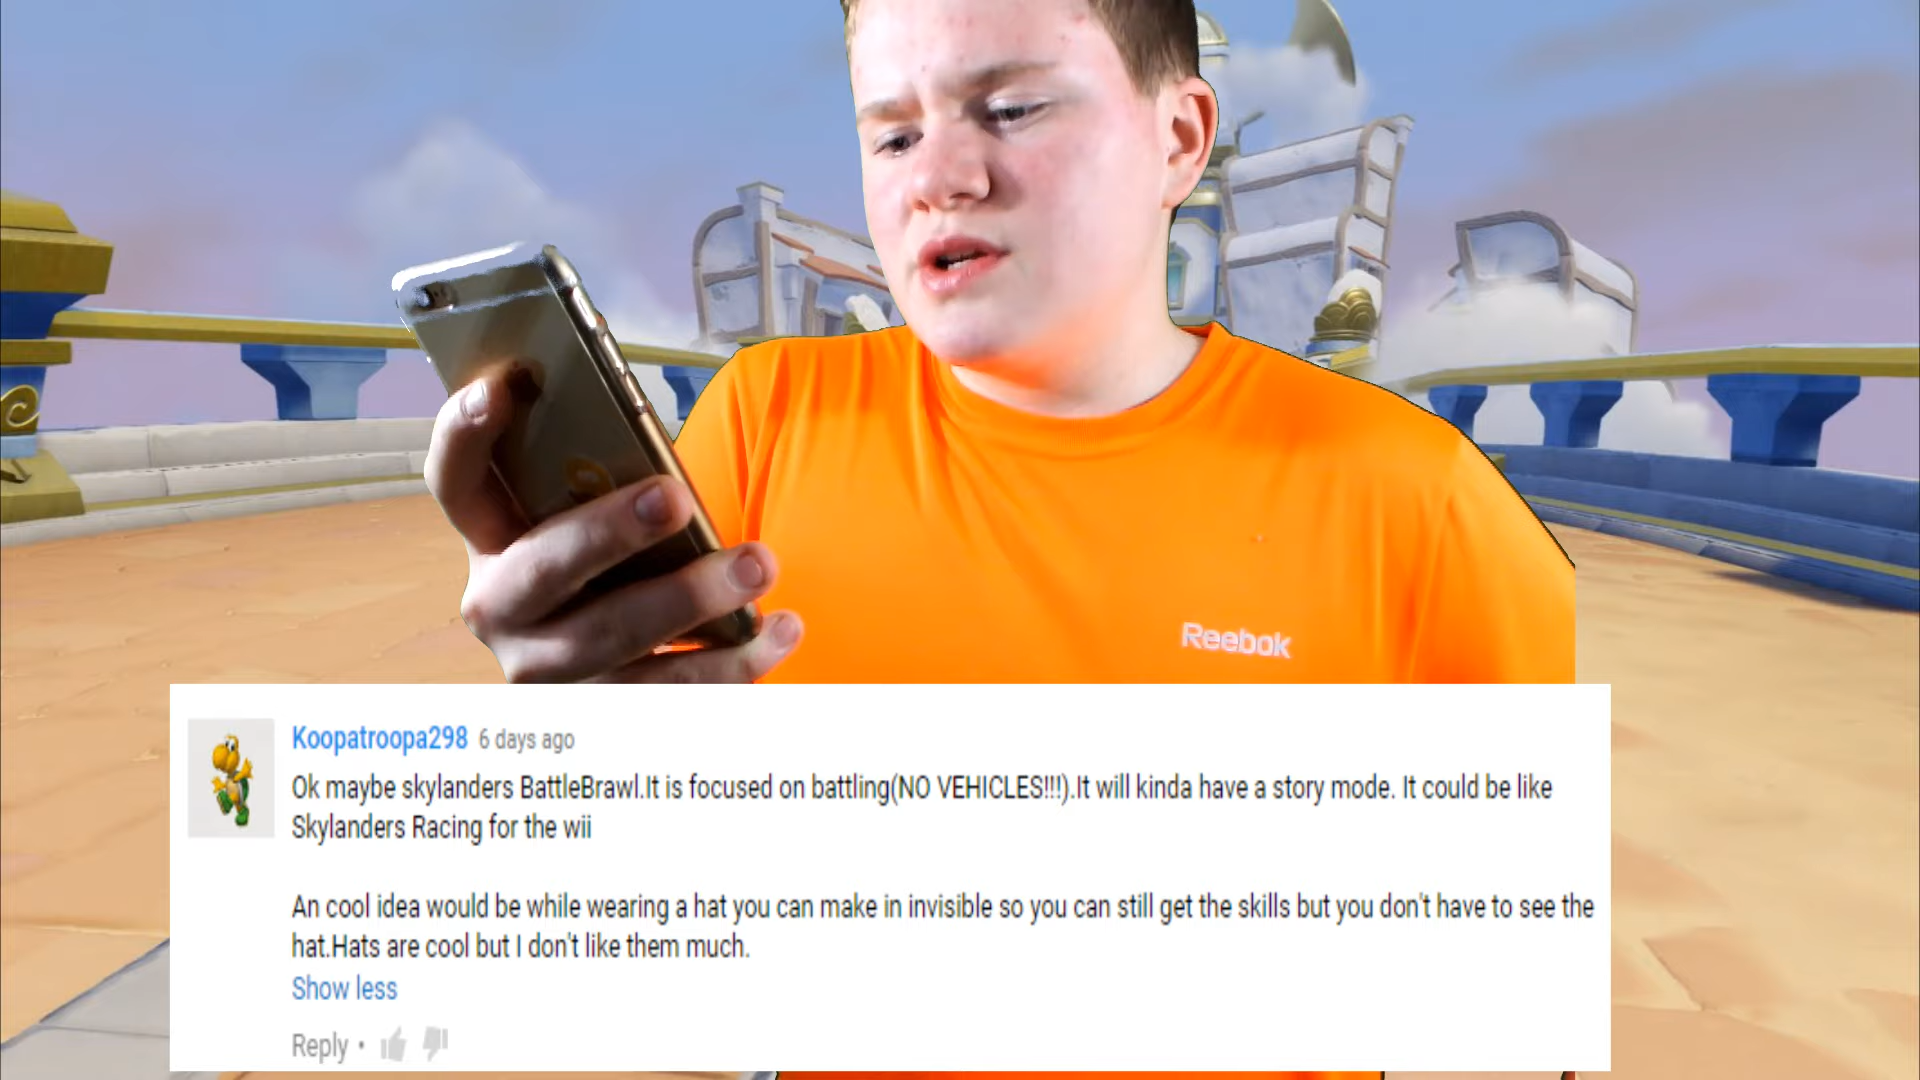 Reebok
Koopatroopa298 6 days ago
Ok maybe skylanders BattleBrawl.It is focused on battling(NO VEHICLES!!!).It will kinda have a story mode. It could be like
Skylanders Racing for the wii
An cool idea would be while wearing a hat you can make in invisible so you can still get the skills but you don't have to see the
hat.Hats are cool but I don't like them much.
Show less
Reply •